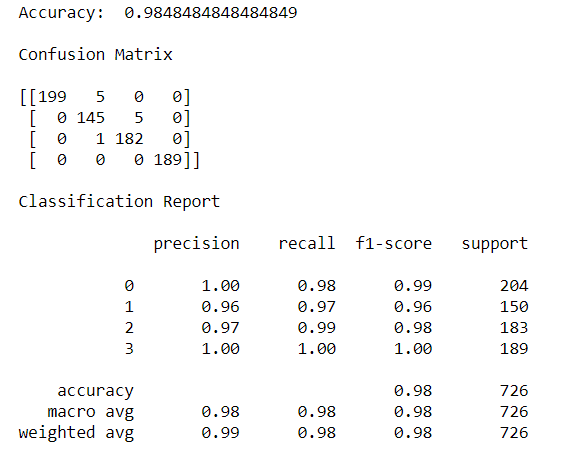 Accuracy:  0.9848484848484849
Confusion Matrix
[[199   5   0   0]
 [  0 145   5   0]
 [  0   1 182   0]
 [  0   0   0 189]]
Classification Report
              precision    recall  f1-score   support
           0       1.00      0.98      0.99       204
           1       0.96      0.97      0.96       150
           2       0.97      0.99      0.98       183
           3       1.00      1.00      1.00       189
    accuracy                           0.98       726
   macro avg       0.98      0.98      0.98       726
weighted avg       0.99      0.98      0.98       726